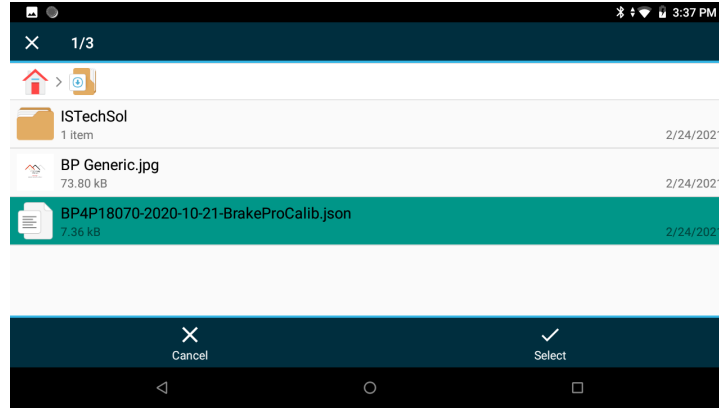 3:37 PM
1/3
ISTechSol
1 item
2/24/2021
BP Generic.jpg
73.80 kB
2/24/2021
BP4P18070-2020-10-21-BrakeProCalib.json
7.36 kB
2/24/2021
Cancel
Select